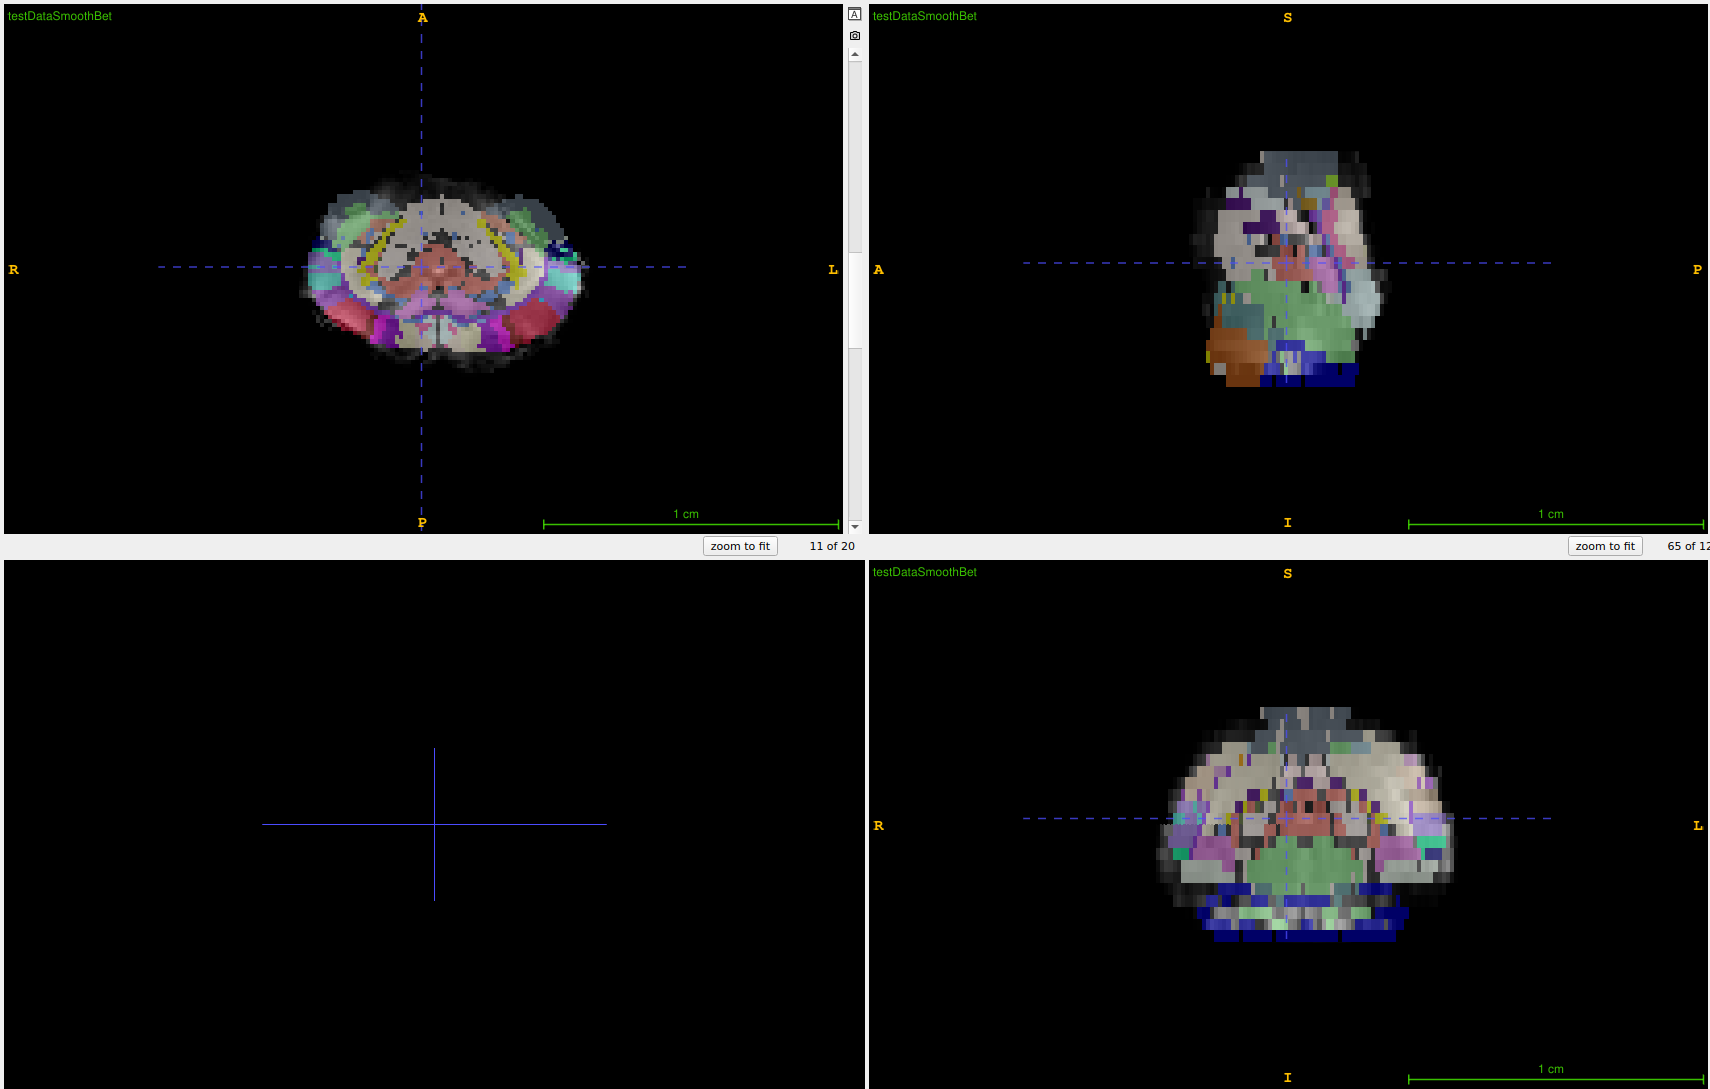 testDataSmoothBet
A
R
L
P
1 cm
zoom to fit
11 of 20
testDataSmoothBet
S
A
P
I
1 cm
zoom to fit
65 of 12
testDataSmoothBet
S
R
L
I
1 cm